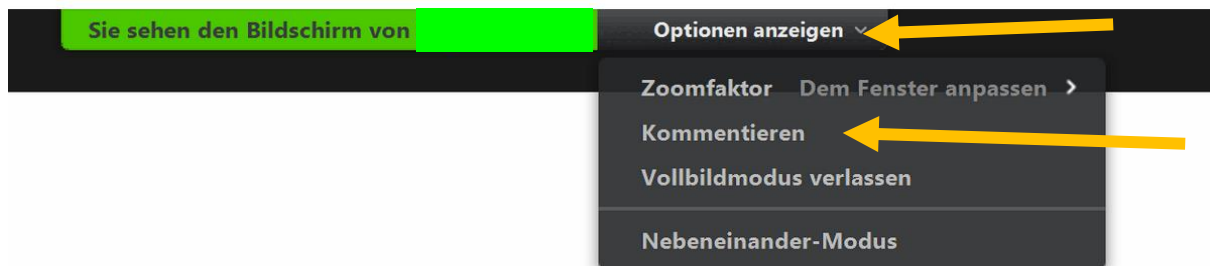 Sie sehen den Bildschirm von Optionen anzeigen
Zoomfaktor Dem Fenster anpassen
Kommentieren
Vollbildmodus verlassen
Nebeneinander-Modus